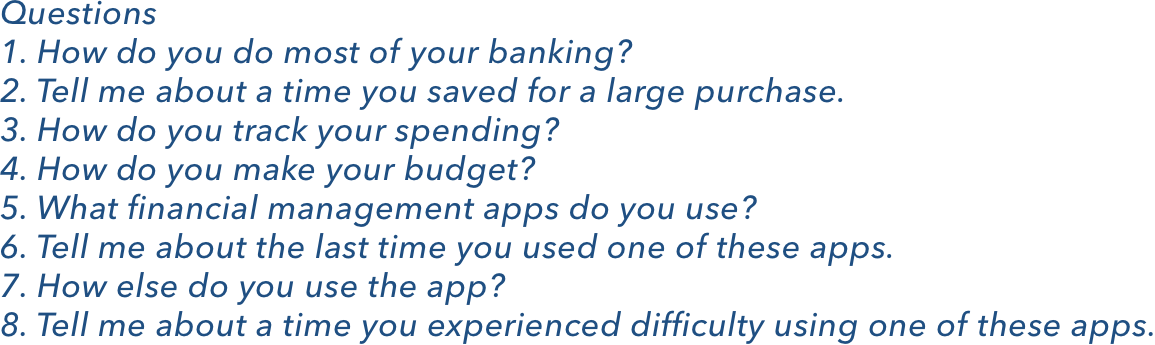 Questions
1. How do you do most of your banking?
2. Tell me about a time you saved for a large purchase.
3. How do you track your spending?
4. How do you make your budget?
5. What financial management apps do you use?
6. Tell me about the last time you used one of these apps.
7. How else do you use the app?
8. Tell me about a time you experienced difficulty using one of these apps.